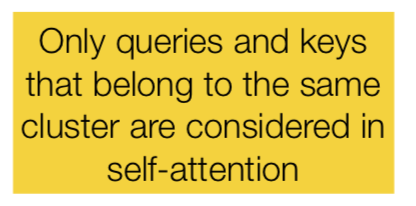 Only queries and keys
that belong to the same
cluster are considered in
self-attention